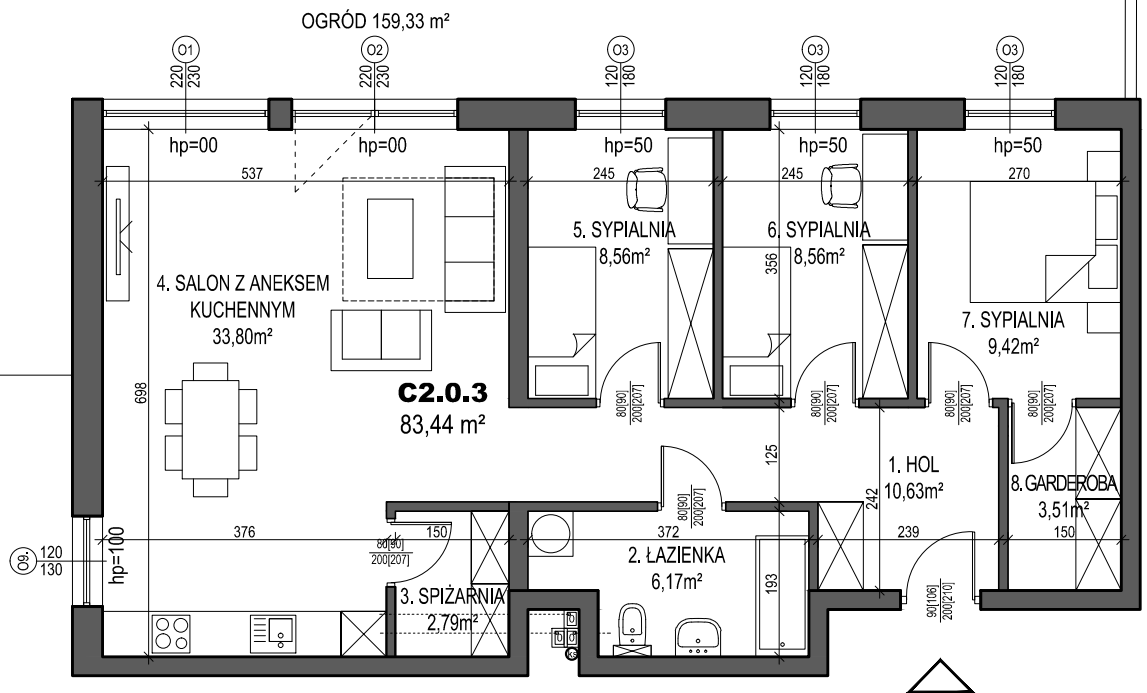 OGRÓD 159,33 m²
O1
220
230
O2
220
230
O3
120
180
O3
120
180
O3
120
180
hp=00
hp=00
hp=50
hp=50
hp=50
537
245
245
270
5. SYPIALNIA
8,56m²
6. SYPIALNIA
8,56m²
356
4. SALON Z ANEKSEM
KUCHENNYM
33,80m²
7. SYPIALNIA
9,42m²
698
C2.0.3
83,44 m²
80[90]
200[207]
80[90]
200[207]
80[90]
200[207]
80[90]
200[207]
125
1. HOL
10,63m²
242
8. GARDEROBA
3,51m²
80[90]
200[207]
O9.
120
130
hp=100
376
80[90]
200[207]
150
372
239
150
2. ŁAZIENKA
6,17m²
193
3. SPIŻARNIA
2,79m²
90[106]
200[210]